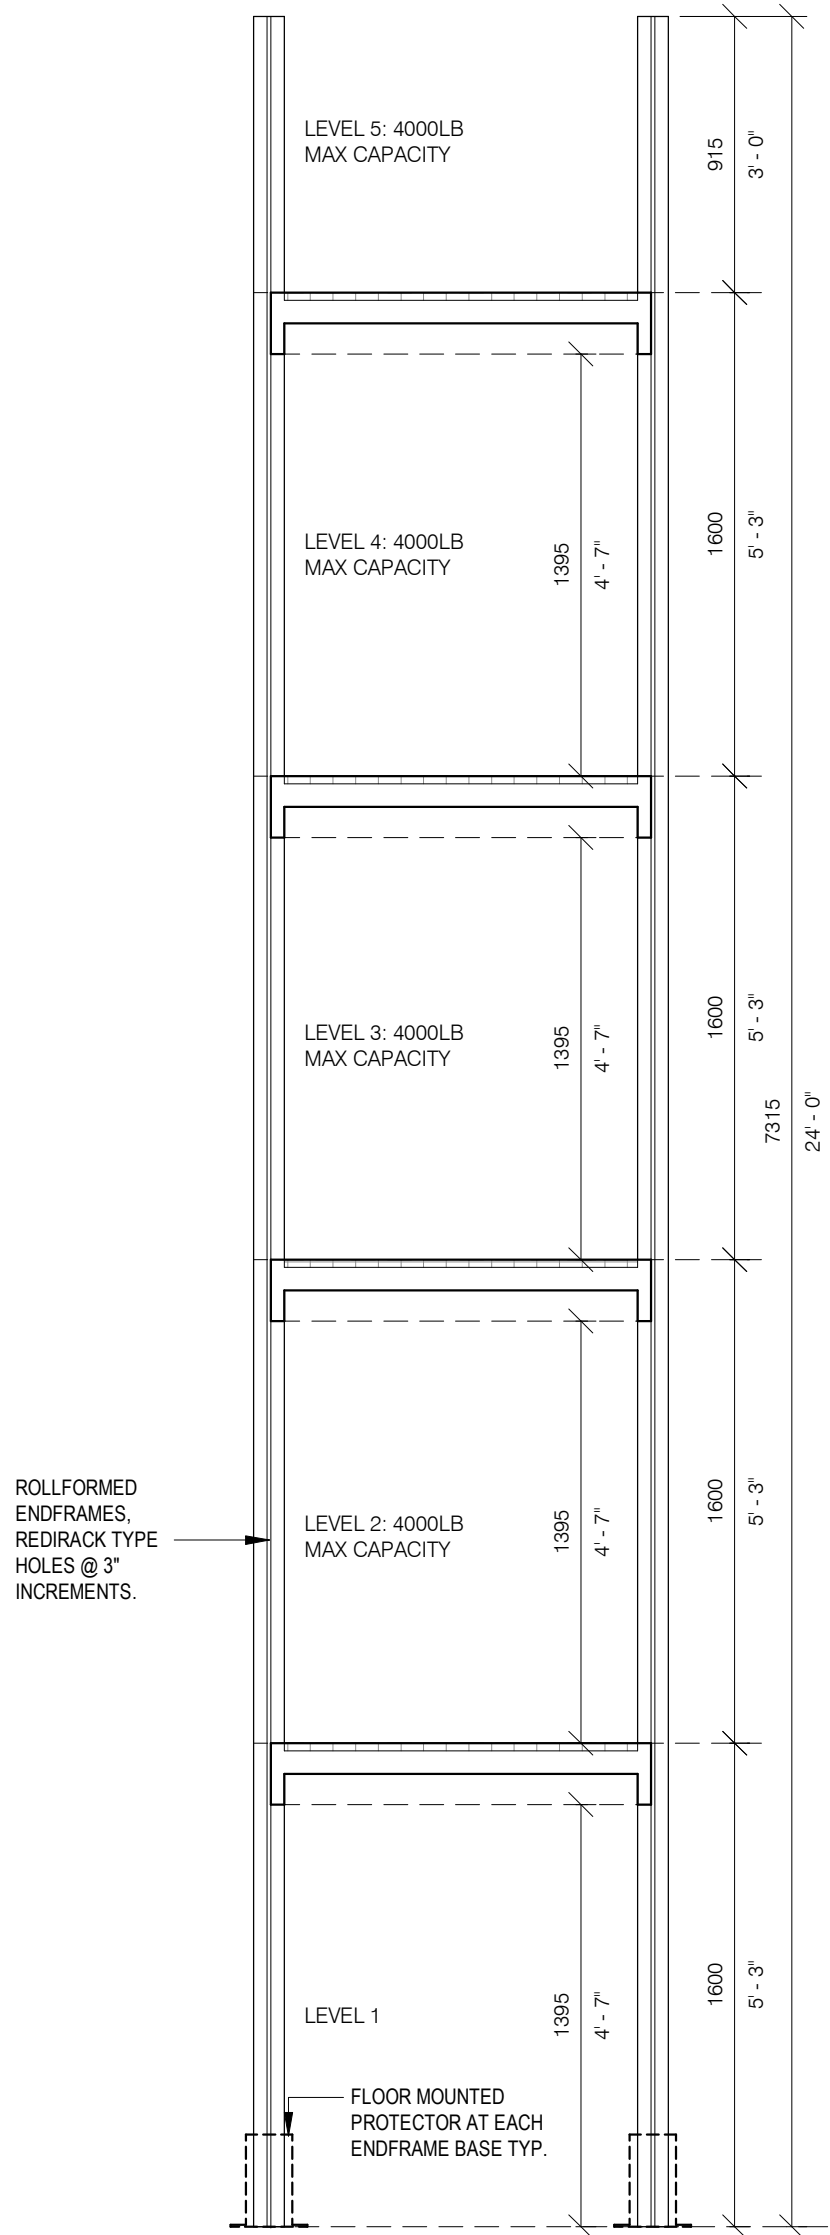 LEVEL 5: 4000LB
MAX CAPACITY
915
3' - 0"
LEVEL 4: 4000LB
MAX CAPACITY
1395
4' - 7"
1600
5' - 3"
LEVEL 3: 4000LB
MAX CAPACITY
1395
4' - 7"
1600
5' - 3"
7315
24' - 0"
ROLLFORMED
ENDFRAMES,
REDIRACK TYPE
HOLES @ 3"
INCREMENTS.
LEVEL 2: 4000LB
MAX CAPACITY
1395
4' - 7"
1600
5' - 3"
LEVEL 1
1395
4' - 7"
1600
5' - 3"
FLOOR MOUNTED
PROTECTOR AT EACH
ENDFRAME BASE TYP.